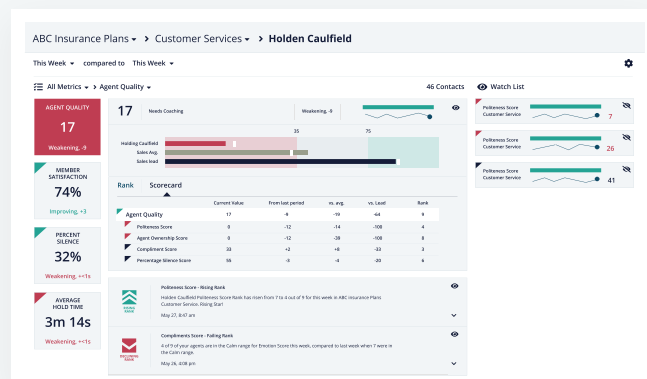 ABC Insurance Plans > Customer Services > Holden Caulfield
This Week compared to This Week
All Metrics > Agent Quality
46 Contacts
Watch List
AGENT QUALITY
17
Weakening, -9
MEMBER
SATISFACTION
74%
Improving, +3
PERCENT
SILENCE
32%
Weakening, +<1s
AVERAGE
HOLD TIME
3m 14s
Weakening, +<1s
17 Needs Coaching Weakening, -9
35 75
Holding Caulfield
Sales Avg.
Sales lead
Rank Scorecard
Current Value From last period vs. avg. vs. Lead Rank
Agent Quality 17 -9 -19 -64 9
Politeness Score 0 -12 -14 -100 4
Agent Ownership Score 0 -12 -39 -100 8
Compliment Score 33 +2 +8 -33 3
Percentage Silence Score 55 -3 -4 -20 6
RISING
RANK
Politeness Score - Rising Rank
Holden Caulfield Politeness Score Rank has risen from 7 to 4 out of 9 for this week in ABC insurance Plans
Customer Service. Rising Start
May 27, 8:47 am
DECLINING
RANK
Compliments Score - Falling Rank
4 of 9 of your agents are in the Calm range for Emotion Score this week, compared to last week when 7 were in
the Calm range.
May 26, 4:08 pm
Politeness Score
Customer Service
7
Politeness Score
Customer Service
26
Politeness Score
Customer Service
41